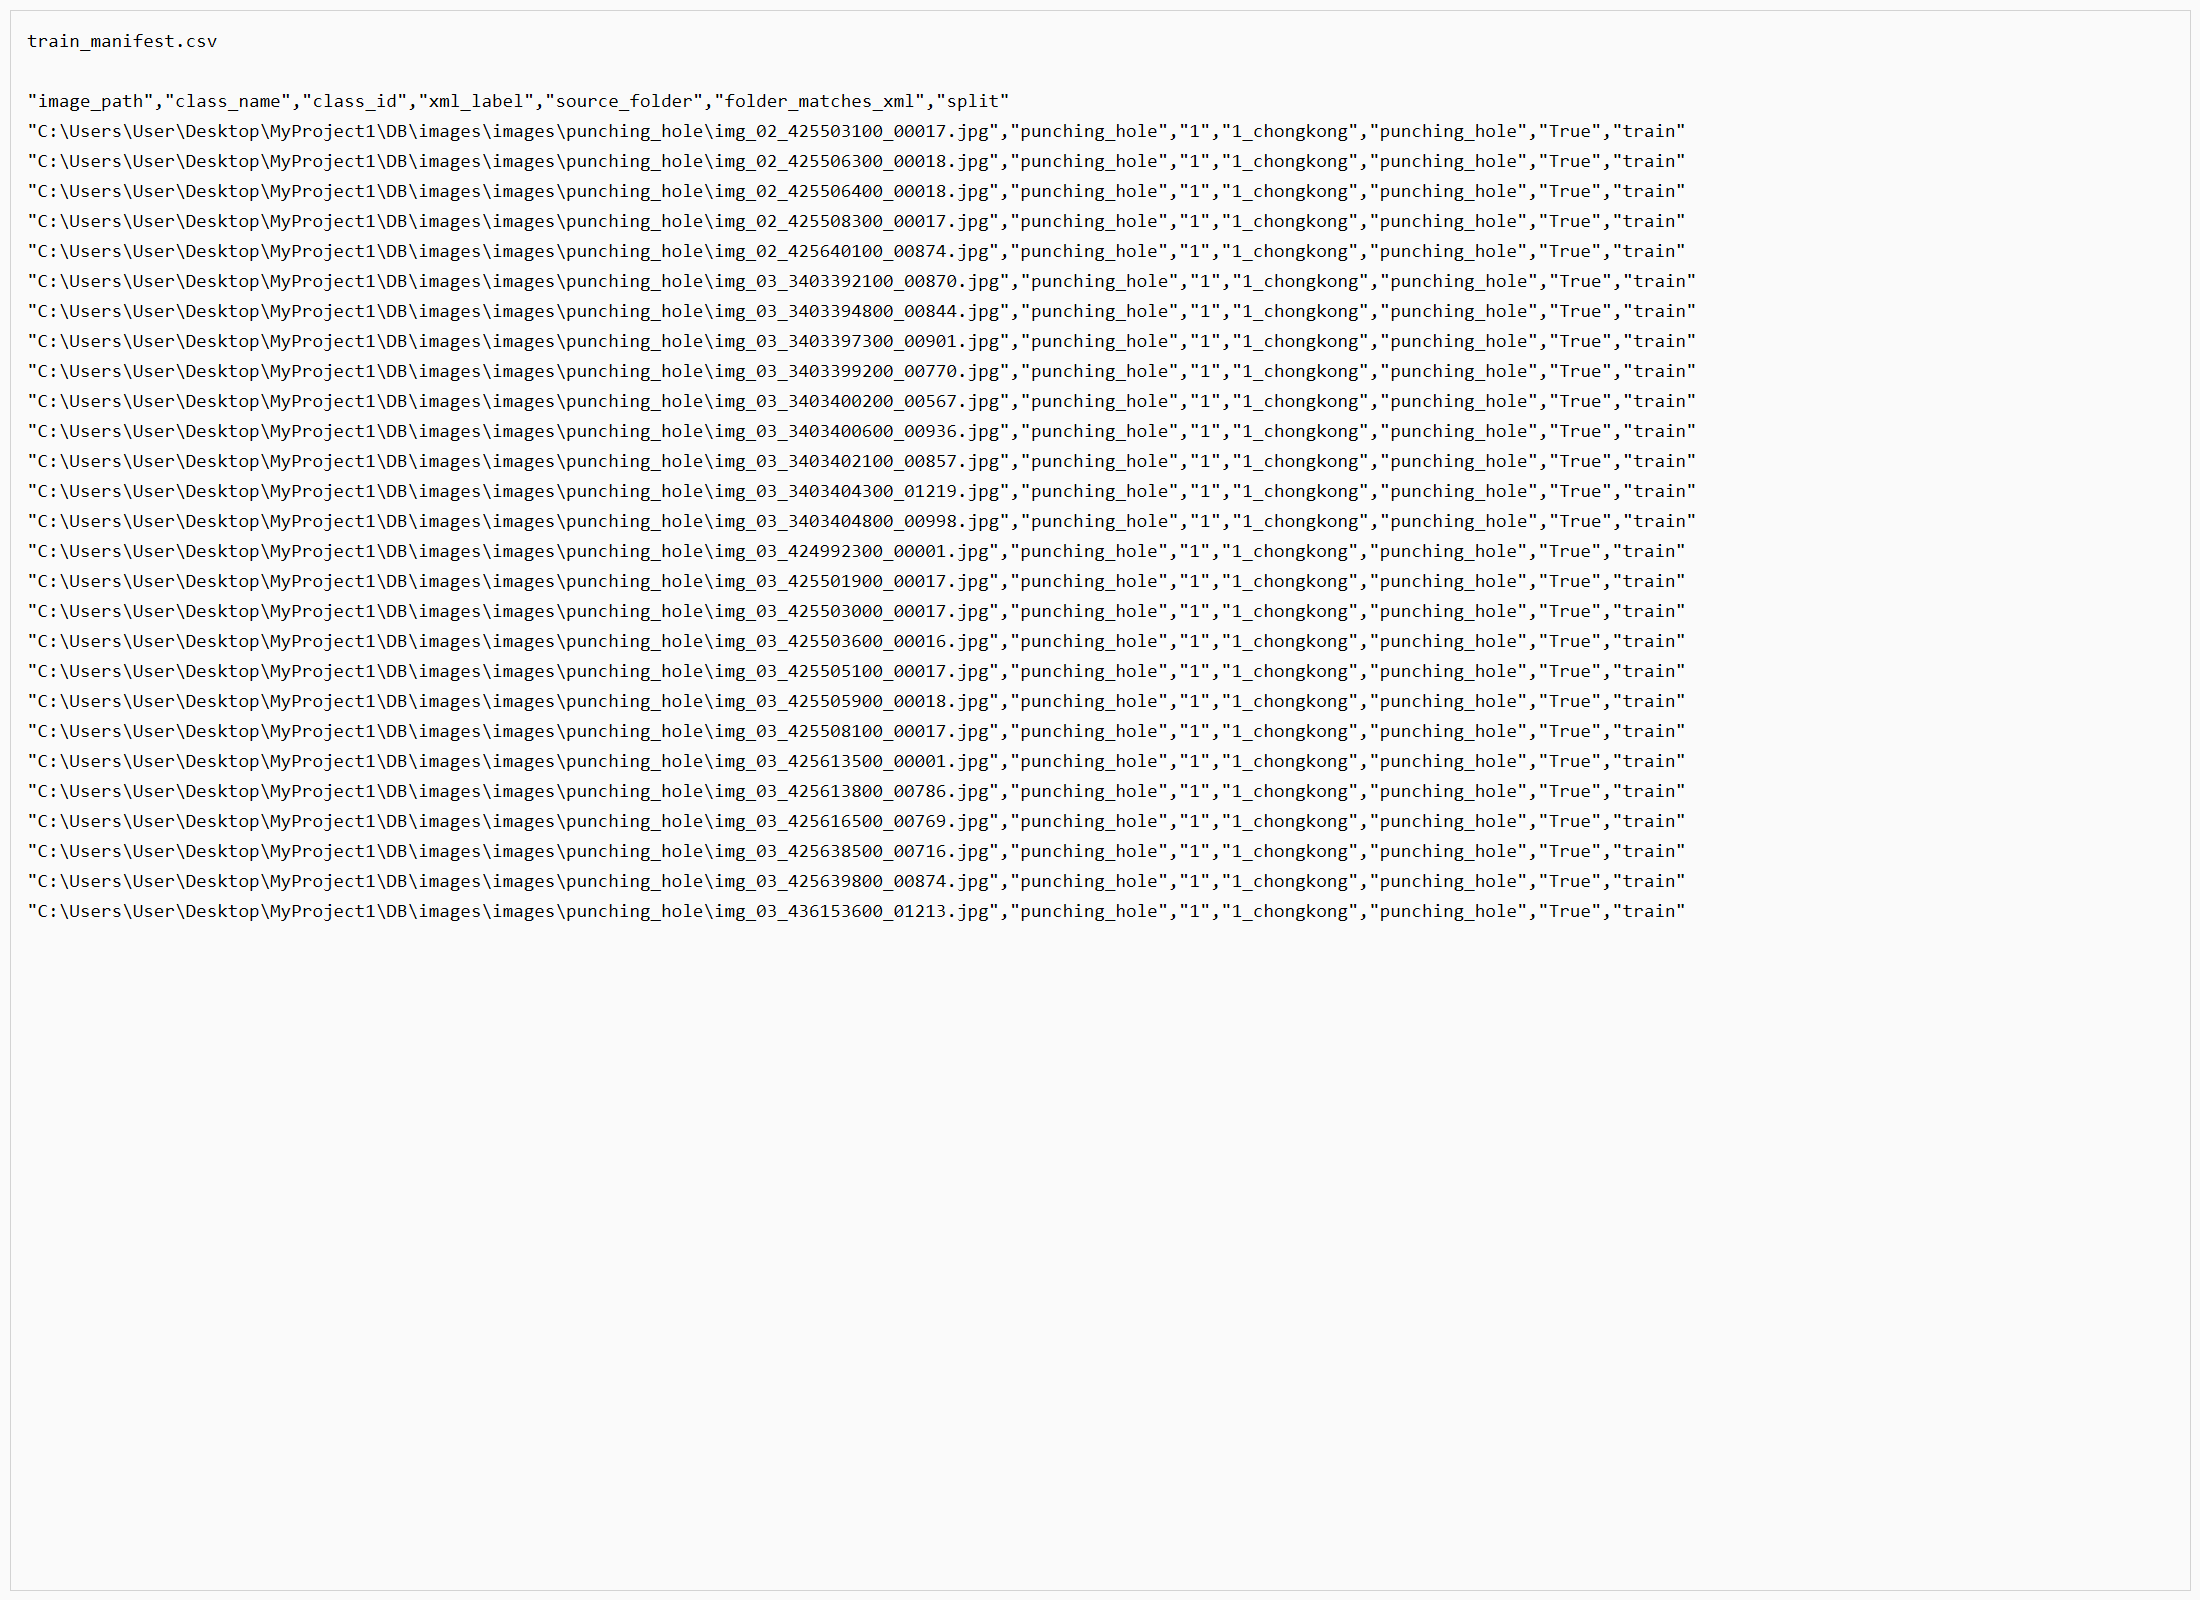 train_manifest.csv
"image_path","class_name","class_id","xml_label","source_folder","folder_matches_xml","split"
"C:\Users\User\Desktop\MyProject1\DB\images\images\punching_hole\img_02_425503100_00017.jpg","punching_hole","1","1_chongkong","punching_hole","True","train"
"C:\Users\User\Desktop\MyProject1\DB\images\images\punching_hole\img_02_425506300_00018.jpg","punching_hole","1","1_chongkong","punching_hole","True","train"
"C:\Users\User\Desktop\MyProject1\DB\images\images\punching_hole\img_02_425506400_00018.jpg","punching_hole","1","1_chongkong","punching_hole","True","train"
"C:\Users\User\Desktop\MyProject1\DB\images\images\punching_hole\img_02_425508300_00017.jpg","punching_hole","1","1_chongkong","punching_hole","True","train"
"C:\Users\User\Desktop\MyProject1\DB\images\images\punching_hole\img_02_425640100_00874.jpg","punching_hole","1","1_chongkong","punching_hole","True","train"
"C:\Users\User\Desktop\MyProject1\DB\images\images\punching_hole\img_03_3403392100_00870.jpg","punching_hole","1","1_chongkong","punching_hole","True","train"
"C:\Users\User\Desktop\MyProject1\DB\images\images\punching_hole\img_03_3403394800_00844.jpg","punching_hole","1","1_chongkong","punching_hole","True","train"
"C:\Users\User\Desktop\MyProject1\DB\images\images\punching_hole\img_03_3403397300_00901.jpg","punching_hole","1","1_chongkong","punching_hole","True","train"
"C:\Users\User\Desktop\MyProject1\DB\images\images\punching_hole\img_03_3403399200_00770.jpg","punching_hole","1","1_chongkong","punching_hole","True","train"
"C:\Users\User\Desktop\MyProject1\DB\images\images\punching_hole\img_03_3403400200_00567.jpg","punching_hole","1","1_chongkong","punching_hole","True","train"
"C:\Users\User\Desktop\MyProject1\DB\images\images\punching_hole\img_03_3403400600_00936.jpg","punching_hole","1","1_chongkong","punching_hole","True","train"
"C:\Users\User\Desktop\MyProject1\DB\images\images\punching_hole\img_03_3403402100_00857.jpg","punching_hole","1","1_chongkong","punching_hole","True","train"
"C:\Users\User\Desktop\MyProject1\DB\images\images\punching_hole\img_03_3403404300_01219.jpg","punching_hole","1","1_chongkong","punching_hole","True","train"
"C:\Users\User\Desktop\MyProject1\DB\images\images\punching_hole\img_03_3403404800_00998.jpg","punching_hole","1","1_chongkong","punching_hole","True","train"
"C:\Users\User\Desktop\MyProject1\DB\images\images\punching_hole\img_03_424992300_00001.jpg","punching_hole","1","1_chongkong","punching_hole","True","train"
"C:\Users\User\Desktop\MyProject1\DB\images\images\punching_hole\img_03_425501900_00017.jpg","punching_hole","1","1_chongkong","punching_hole","True","train"
"C:\Users\User\Desktop\MyProject1\DB\images\images\punching_hole\img_03_425503000_00017.jpg","punching_hole","1","1_chongkong","punching_hole","True","train"
"C:\Users\User\Desktop\MyProject1\DB\images\images\punching_hole\img_03_425503600_00016.jpg","punching_hole","1","1_chongkong","punching_hole","True","train"
"C:\Users\User\Desktop\MyProject1\DB\images\images\punching_hole\img_03_425505100_00017.jpg","punching_hole","1","1_chongkong","punching_hole","True","train"
"C:\Users\User\Desktop\MyProject1\DB\images\images\punching_hole\img_03_425505900_00018.jpg","punching_hole","1","1_chongkong","punching_hole","True","train"
"C:\Users\User\Desktop\MyProject1\DB\images\images\punching_hole\img_03_425508100_00017.jpg","punching_hole","1","1_chongkong","punching_hole","True","train"
"C:\Users\User\Desktop\MyProject1\DB\images\images\punching_hole\img_03_425613500_00001.jpg","punching_hole","1","1_chongkong","punching_hole","True","train"
"C:\Users\User\Desktop\MyProject1\DB\images\images\punching_hole\img_03_425613800_00786.jpg","punching_hole","1","1_chongkong","punching_hole","True","train"
"C:\Users\User\Desktop\MyProject1\DB\images\images\punching_hole\img_03_425616500_00769.jpg","punching_hole","1","1_chongkong","punching_hole","True","train"
"C:\Users\User\Desktop\MyProject1\DB\images\images\punching_hole\img_03_425638500_00716.jpg","punching_hole","1","1_chongkong","punching_hole","True","train"
"C:\Users\User\Desktop\MyProject1\DB\images\images\punching_hole\img_03_425639800_00874.jpg","punching_hole","1","1_chongkong","punching_hole","True","train"
"C:\Users\User\Desktop\MyProject1\DB\images\images\punching_hole\img_03_436153600_01213.jpg","punching_hole","1","1_chongkong","punching_hole","True","train"